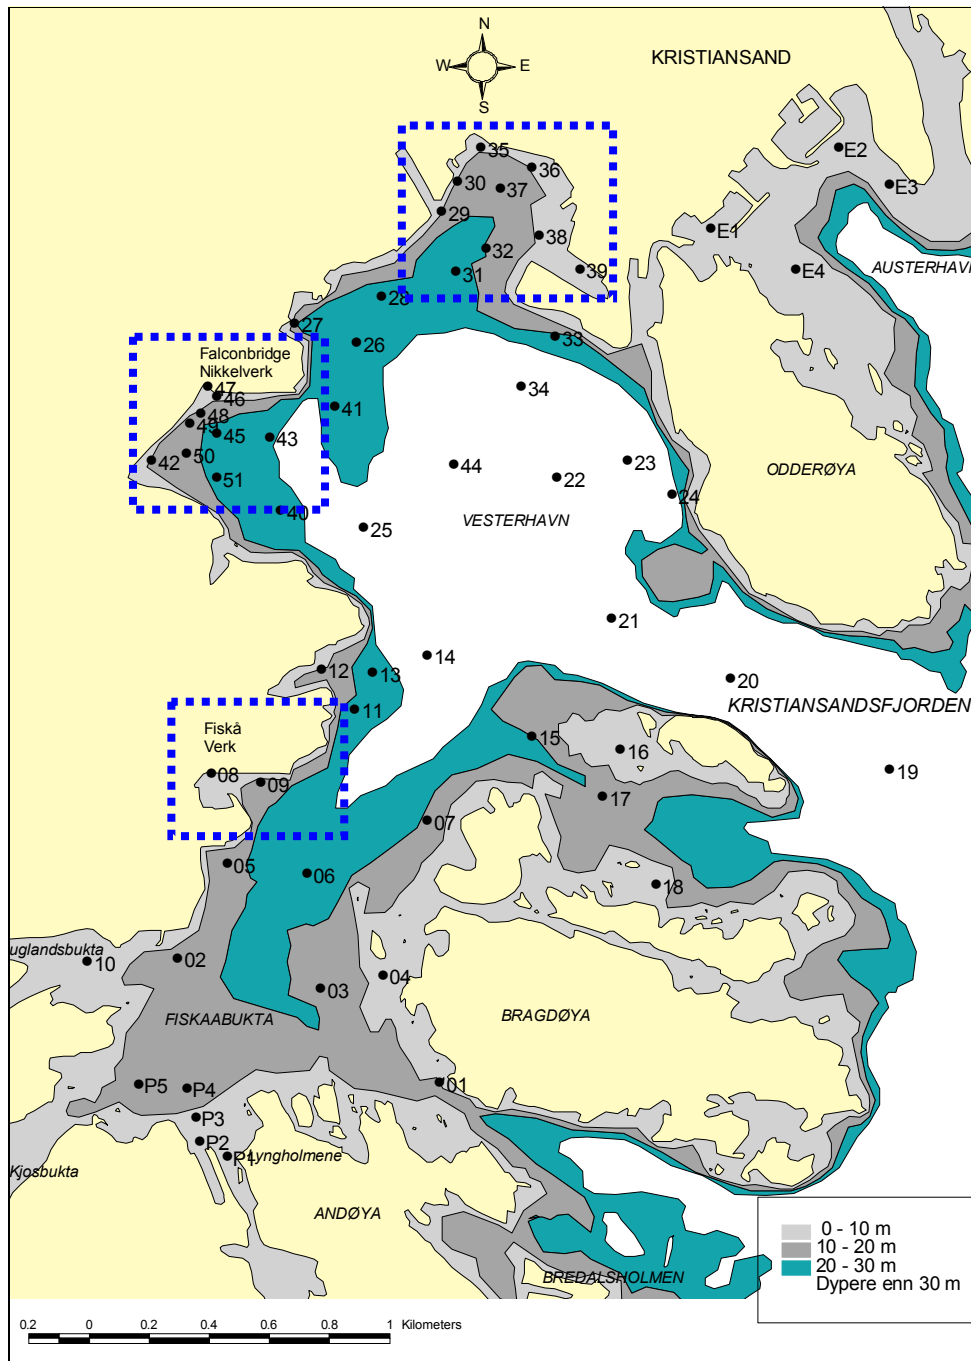 N
KRISTIANSAND
W E
S
35
E2
36
30
37
E3
29
E1
38
32
39
E4
AUSTERHAVN
31
28
27
33
26
Falconbridge
Nikkelverk
47
34
46
41
48
49
45
43
50
42
44
23
ODDERØYA
51
22
24
40
VESTERHAVN
25
21
14
12
13
20
KRISTIANSANDSFJORDEN
11
Fiskå
Verk
15
16
08
19
09
17
07
05
06
18
uglandsbukta
10
02
04
03
FISKAABUKTA
BRAGDØYA
01
P5
P4
P3
P2
P1
Lyngholmene
Kjosbukta
ANDØYA
0 - 10 m
10 - 20 m
20 - 30 m
BREDALSHOLMEN
Dypere enn 30 m
0.2 0 0.2 0.4 0.6 0.8 1 Kilometers